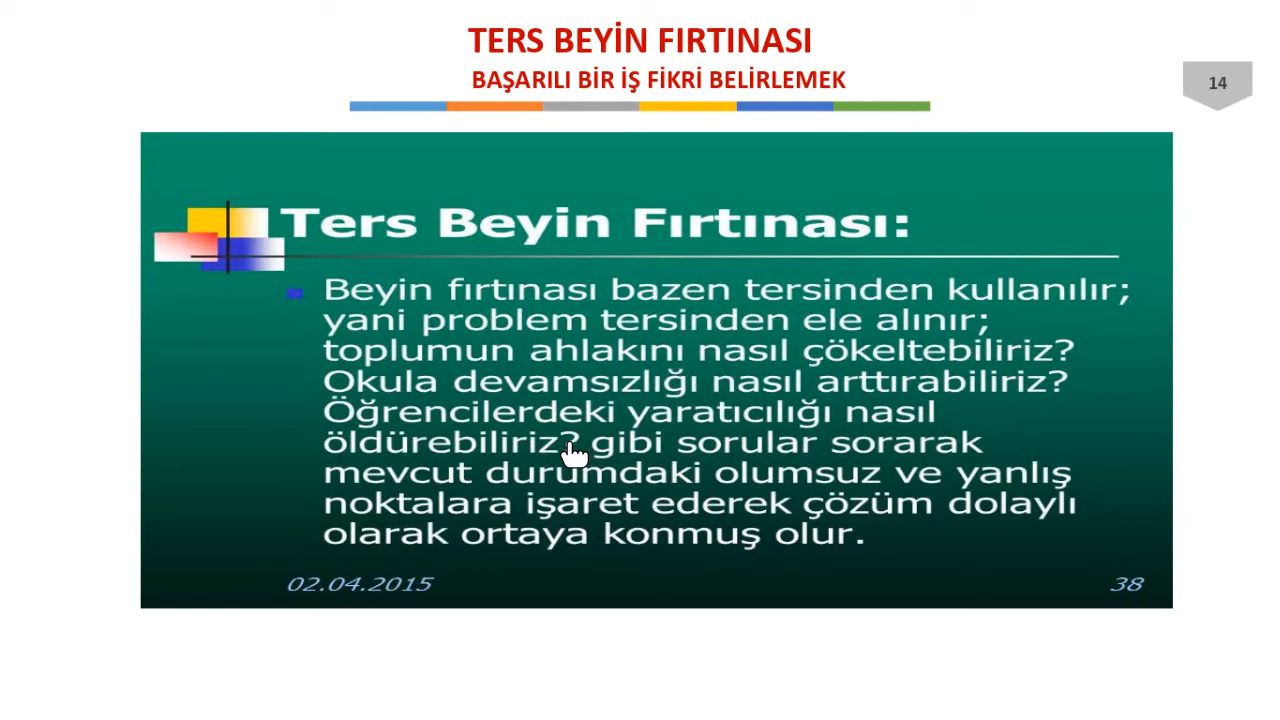 TERS BEYİN FIRTINASI
BAŞARILI BİR İŞ FİKRİ BELİRLEMEK
14
Ters Beyin Fırtınası:
Beyin fırtınası bazen tersinden kullanılır;
yani problem tersinden ele alınır;
toplumun ahlakını nasıl çökeltebiliriz?
Okula devamsızlığı nasıl arttırabiliriz?
Öğrencilerdeki yaratıcılığı nasıl
öldürebiliriz? gibi sorular sorarak
mevcut durumdaki olumsuz ve yanlış
noktalara işaret ederek çözüm dolaylı
olarak ortaya konmuş olur.
02.04.2015
38